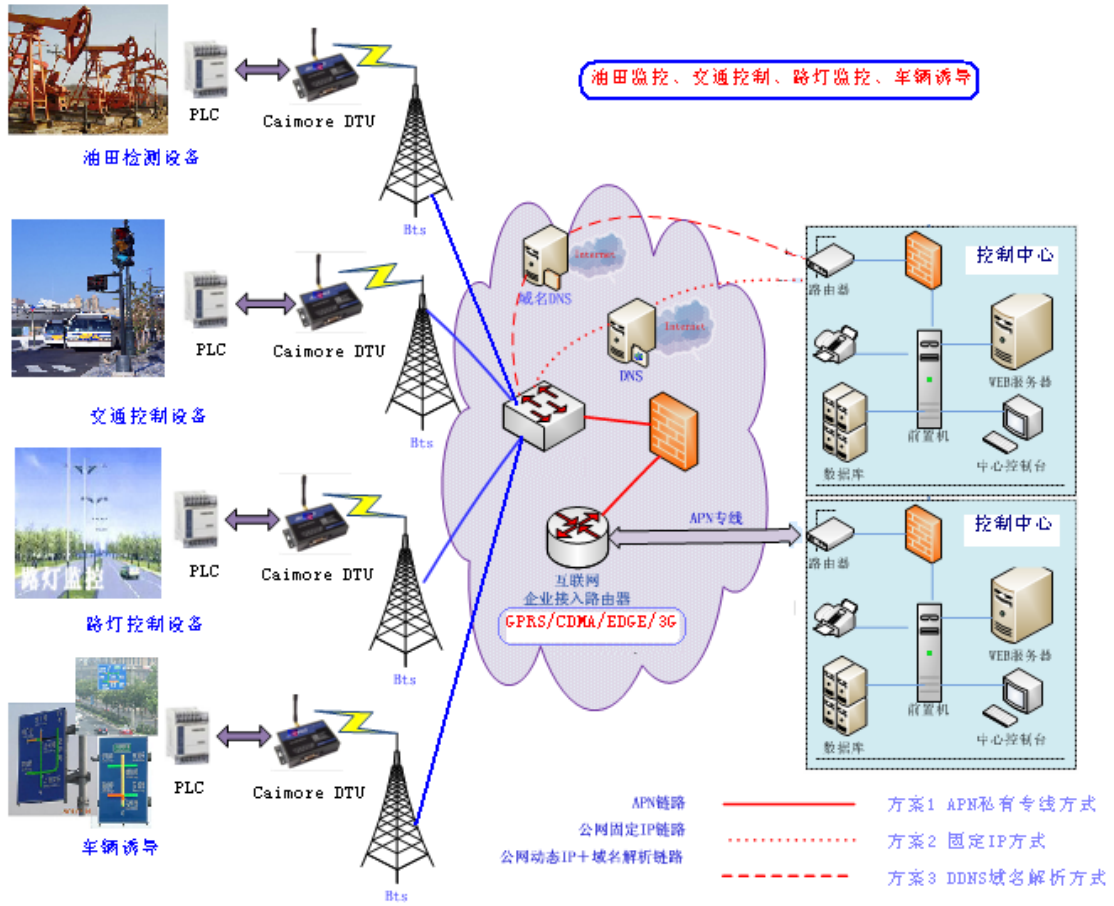 油田监控、交通控制、路灯监控、车辆诱导
PLC
Caimore DTU
油田检测设备
Bts
PLC
Caimore DTU
交通控制设备
Bts
PLC
Caimore DTU
路灯监控
路灯控制设备
Bts
PLC
Caimore DTU
车辆诱导
Bts
Internet
域名DNS
Internet
DNS
APN专线
互联网
企业接入路由器
GPRS/CDMA/EDGE/3G
控制中心
路由器
WEB服务器
前置机
数据库
中心控制台
控制中心
路由器
WEB服务器
前置机
数据库
中心控制台
APN链路
方案1 APN私有专线方式
公网固定IP链路
方案2 固定IP方式
公网动态IP+域名解析链路
方案3 DDNS域名解析方式